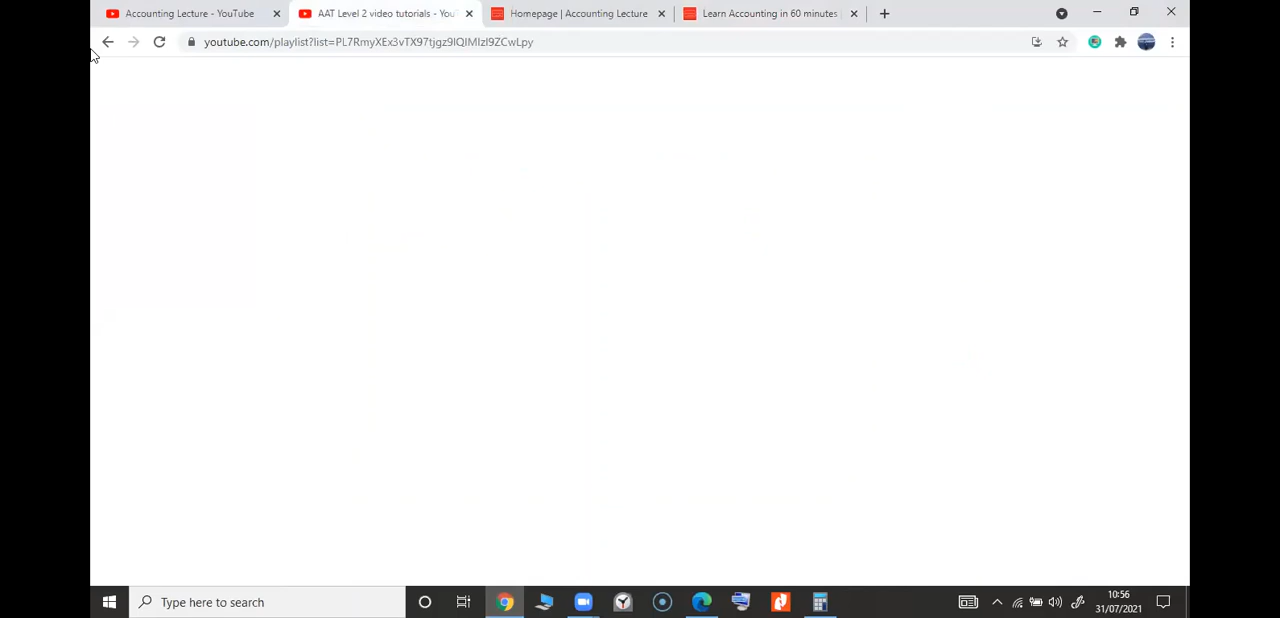 Accounting Lecture - YouTube
AAT Level 2 video tutorials - You
Homepage | Accounting Lecture
Learn Accounting in 60 minutes
youtube.com/playlist?list=PL7RmyXEx3vTX97tjgz9lQlMIzl9ZCwLpy
Type here to search
10:56
31/07/2021